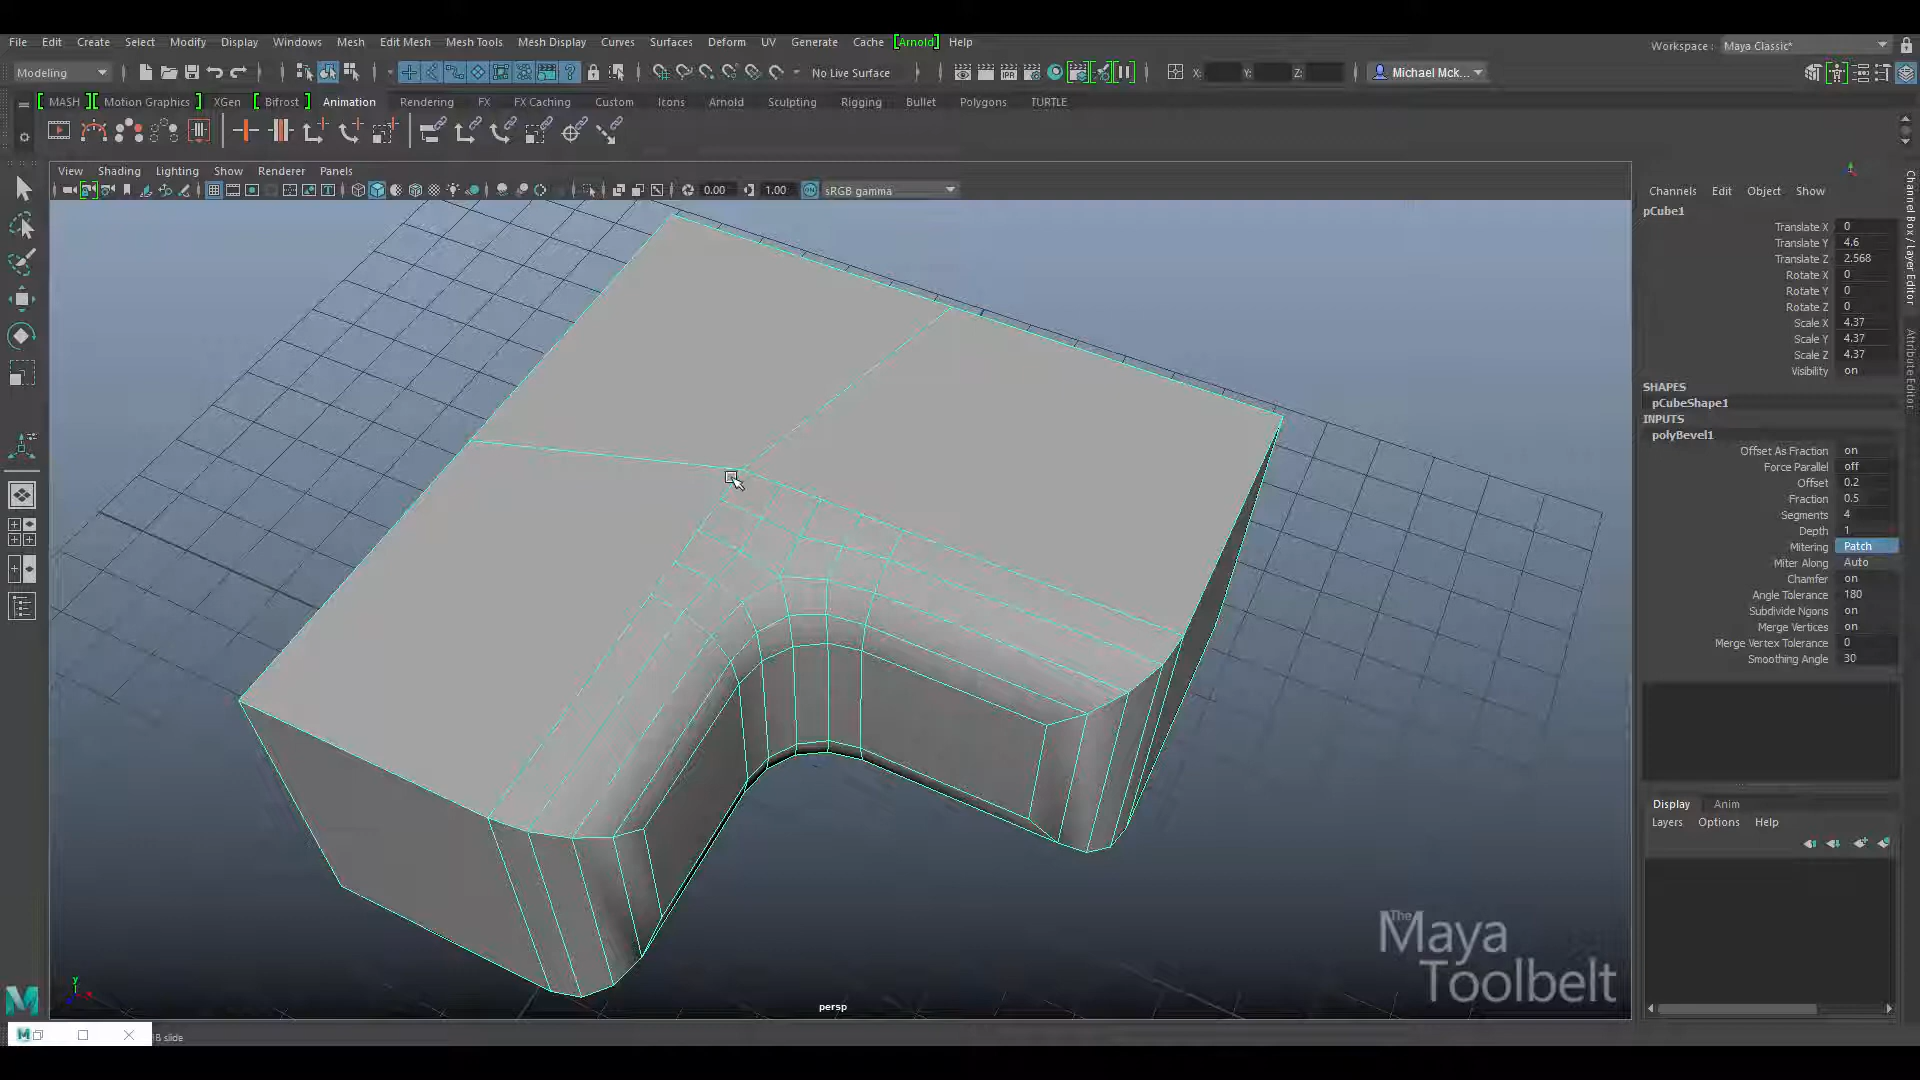 File Edit Create Select Modify Display Windows Mesh Edit Mesh Mesh Tools Mesh Display Curves Surfaces Deform UV Generate Cache [Arnold] Help
Workspace : Maya Classic*
Modeling
No Live Surface
X:
Y:
Z:
Michael Mck...
MASH Motion Graphics XGen Bifrost Animation Rendering FX FX Caching Custom Icons Arnold Sculpting Rigging Bullet Polygons TURTLE
View Shading Lighting Show Renderer Panels
0.00
1.00
sRGB gamma
persp
y
The
Maya
Toolbelt
Channels Edit Object Show
pCube1
Translate X 0
Translate Y 4.6
Translate Z 2.568
Rotate X 0
Rotate Y 0
Rotate Z 0
Scale X 4.37
Scale Y 4.37
Scale Z 4.37
Visibility on
SHAPES
pCubeShape1
INPUTS
polyBevel1
Offset As Fraction on
Force Parallel off
Offset 0.2
Fraction 0.5
Segments 4
Depth 1
Mitering Patch
Miter Along Auto
Chamfer on
Angle Tolerance 180
Subdivide Ngons on
Merge Vertices on
Merge Vertex Tolerance 0
Smoothing Angle 30
Display Anim
Layers Options Help
Channel Box / Layer Editor
Attribute Editor
slide